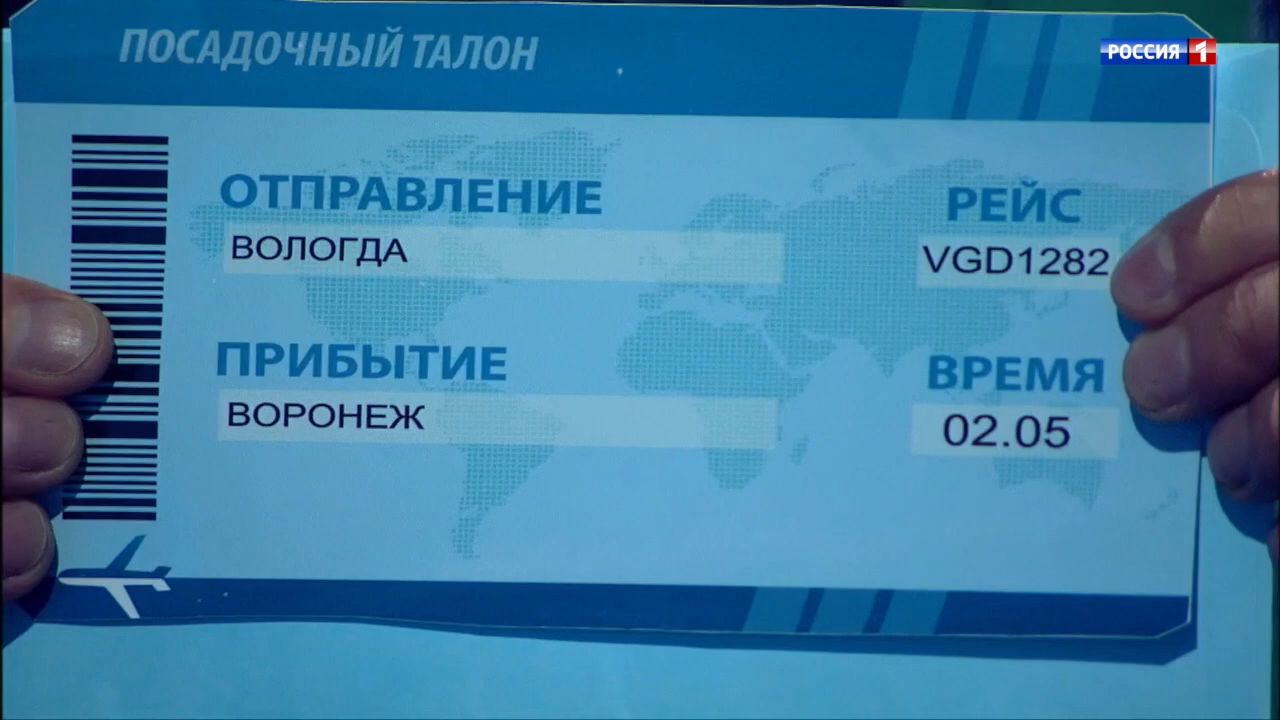 ПОСАДОЧНЫЙ ТАЛОН
РОССИЯ 1
ОТПРАВЛЕНИЕ
ВОЛОГДА
РЕЙС
VGD1282
ПРИБЫТИЕ
ВОРОНЕЖ
ВРЕМЯ
02.05